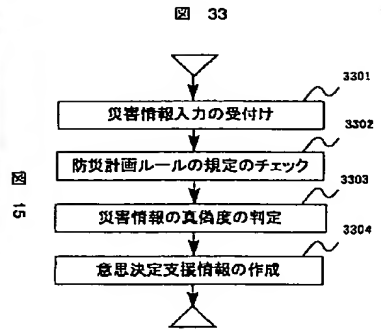 図 33
3301
災害情報入力の受付け
3302
防災計画ルールの規定のチェック
3303
災害情報の真偽度の判定
3304
意思決定支援情報の作成
図 15